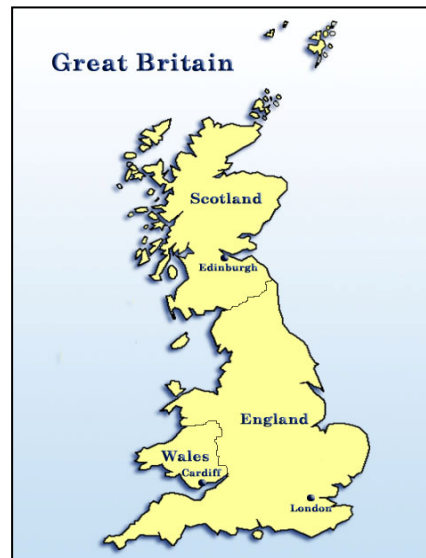 Great Britain
Scotland
Edinburgh
England
Wales
Cardiff
London